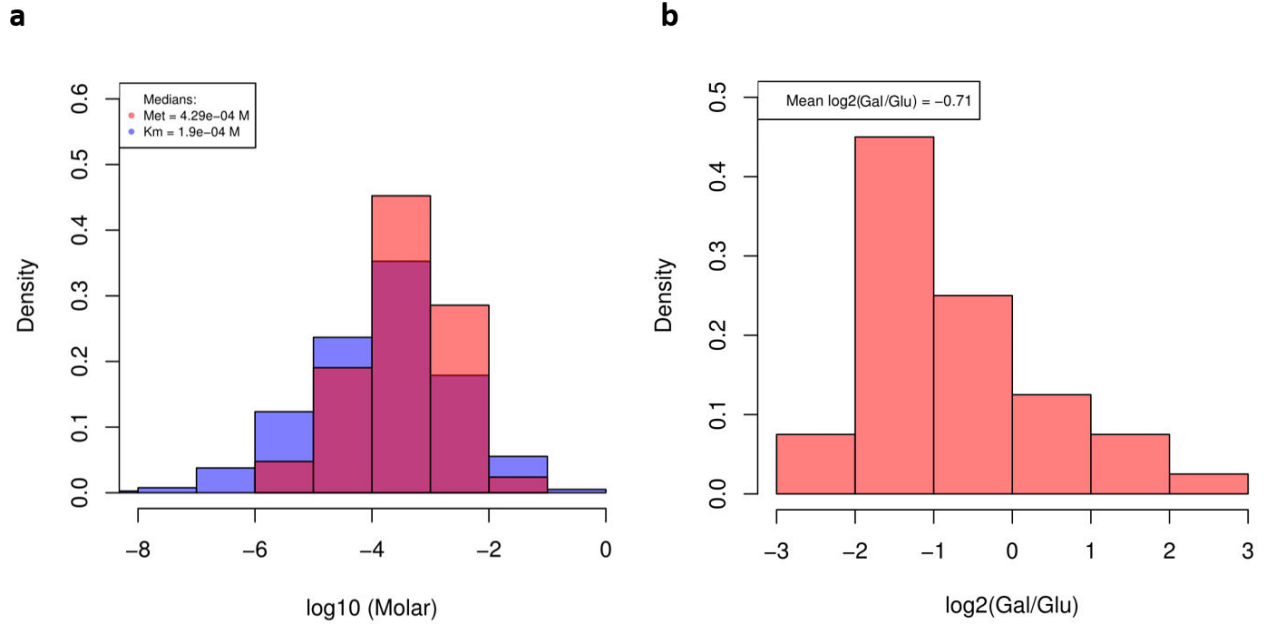 a
Medians:
Met = 4.29e−04 M
Km = 1.9e−04 M
0.6
0.5
0.4
0.3
0.2
0.1
0.0
Density
−8 −6 −4 −2 0
log10 (Molar)
b
Mean log2(Gal/Glu) = −0.71
0.5
0.4
0.3
0.2
0.1
0.0
Density
−3 −2 −1 0 1 2 3
log2(Gal/Glu)